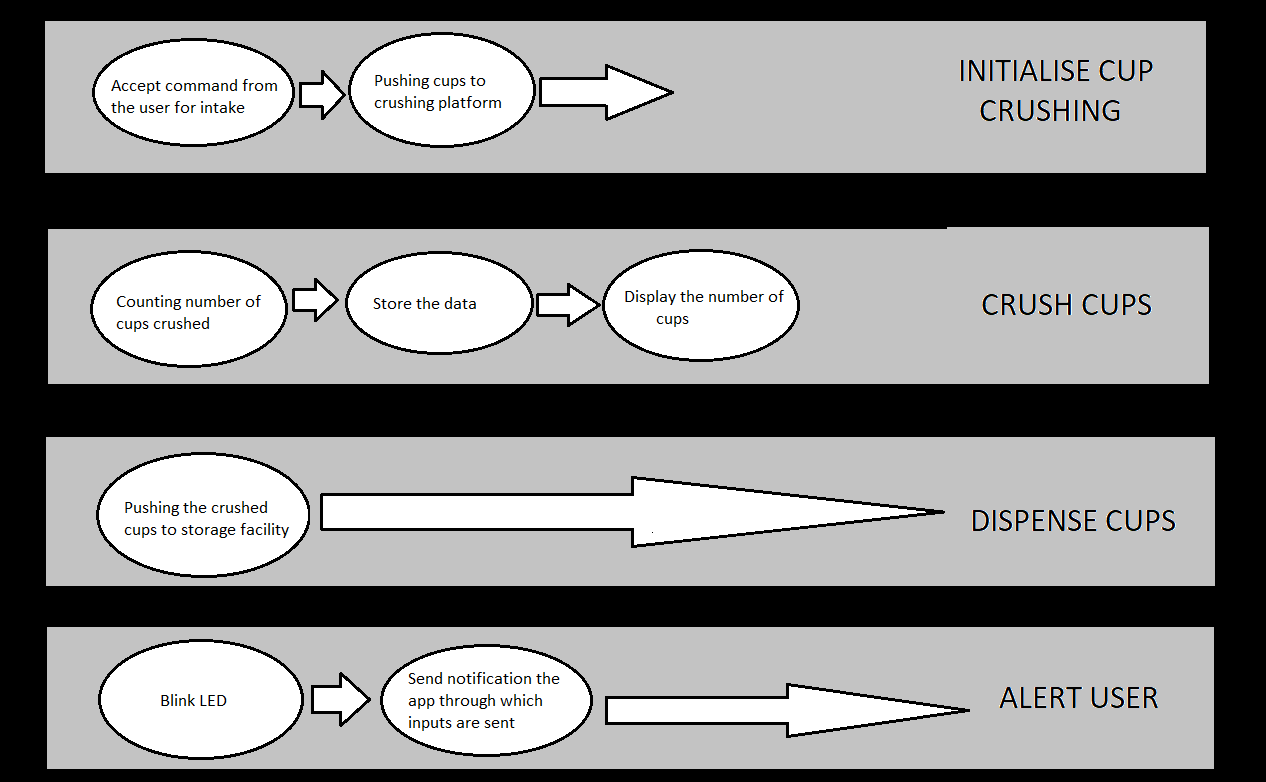 Accept command from
the user for intake
Pushing cups to
crushing platform
INITIALISE CUP
CRUSHING
Counting number of
cups crushed
Store the data
Display the number of
cups
CRUSH CUPS
Pushing the crushed
cups to storage facility
DISPENSE CUPS
Blink LED
Send notification the
app through which
inputs are sent
ALERT USER